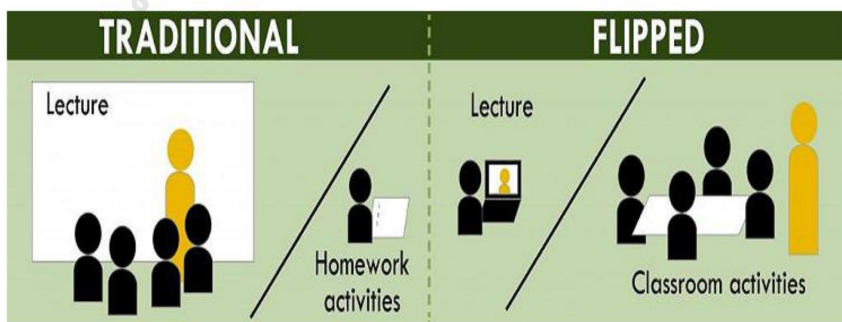 TRADITIONAL
Lecture
Homework
activities
FLIPPED
Lecture
Classroom activities